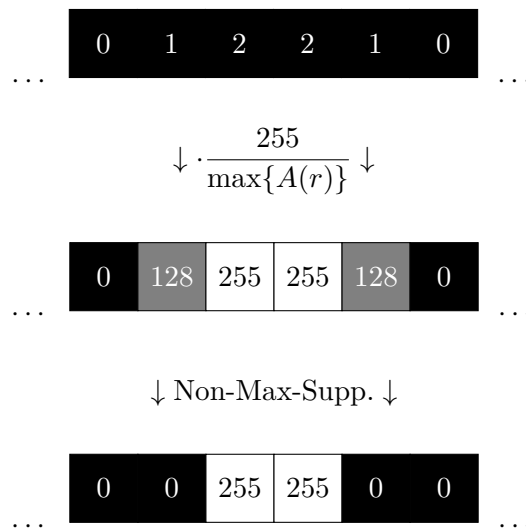 0 1 2 2 1 0
... ...
↓ · 255 / max{A(r)} ↓
0 128 255 255 128 0
... ..
↓ Non-Max-Supp. ↓
0 0 255 255 0 0
... ..